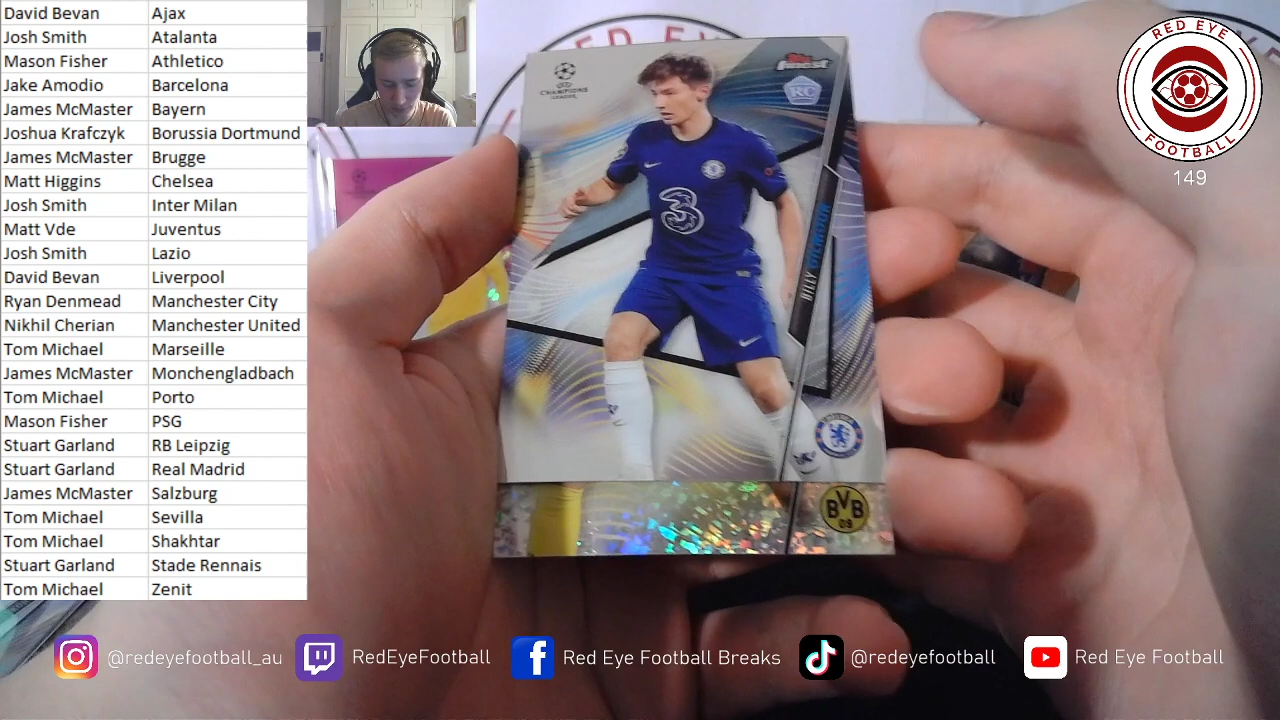 David Bevan Ajax
Josh Smith Atalanta
Mason Fisher Athletico
Jake Amodio Barcelona
James McMaster Bayern
Joshua Krafczyk Borussia Dortmund
James McMaster Brugge
Matt Higgins Chelsea
Josh Smith Inter Milan
Matt Vde Juventus
Josh Smith Lazio
David Bevan Liverpool
Ryan Denmead Manchester City
Nikhil Cherian Manchester United
Tom Michael Marseille
James McMaster Monchengladbach
Tom Michael Porto
Mason Fisher PSG
Stuart Garland RB Leipzig
Stuart Garland Real Madrid
James McMaster Salzburg
Tom Michael Sevilla
Tom Michael Shakhtar
Stuart Garland Stade Rennais
Tom Michael Zenit
RED EYE
CHAMPIONS
LEAGUE
Finest
RC
3
BILLY GILMOUR
BVB
09
RED EYE
FOOTBALL
149
@redeyefootball_au
RedEyeFootball
Red Eye Football Breaks
@redeyefootball
Red Eye Football